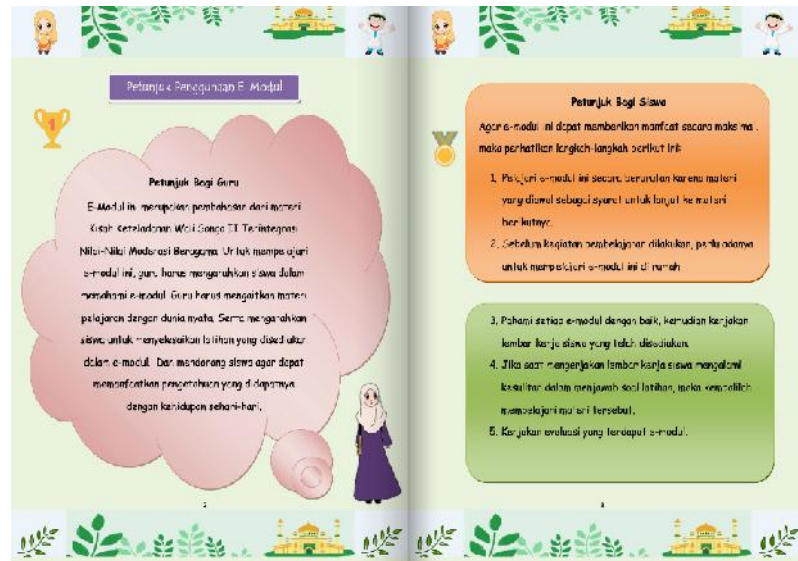 Petunjuk Penggunaan E-Modul
1
Petunjuk Bagi Guru
E-Modul ini merupakan pembahasan dari materi
Kisah Keteladanan Wali Songo II Terintegrasi
Nilai-Nilai Moderasi Beragama. Untuk mempelajari
e-modul ini, guru harus mengarahkan siswa dalam
memahami e-modul. Guru harus mengaitkan materi
pelajaran dengan dunia nyata. Serta mengarahkan
siswa untuk menyelesaikan latihan yang disediakan
dalam e-modul. Dan mendorong siswa agar dapat
memanfaatkan pengetahuan yang didapatnya
dengan kehidupan sehari-hari.
Petunjuk Bagi Siswa
Agar e-modul ini dapat memberikan manfaat secara maksimal,
maka perhatikan langkah-langkah berikut ini:
1. Pelajari e-modul ini secara berurutan karena materi
yang diawal sebagai syarat untuk lanjut ke materi
berikutnya.
2. Sebelum kegiatan pembelajaran dilakukan, perlu adanya
untuk mempelajari e-modul ini di rumah
3. Pahami setiap e-modul dengan baik, kemudian kerjakan
lembar kerja siswa yang telah disediakan.
4. Jika saat mengerjakan lembar kerja siswa mengalami
kesulitan dalam menjawab soal latihan, maka kembalilah
mempelajari materi tersebut.
5. Kerjakan evaluasi yang terdapat e-modul.